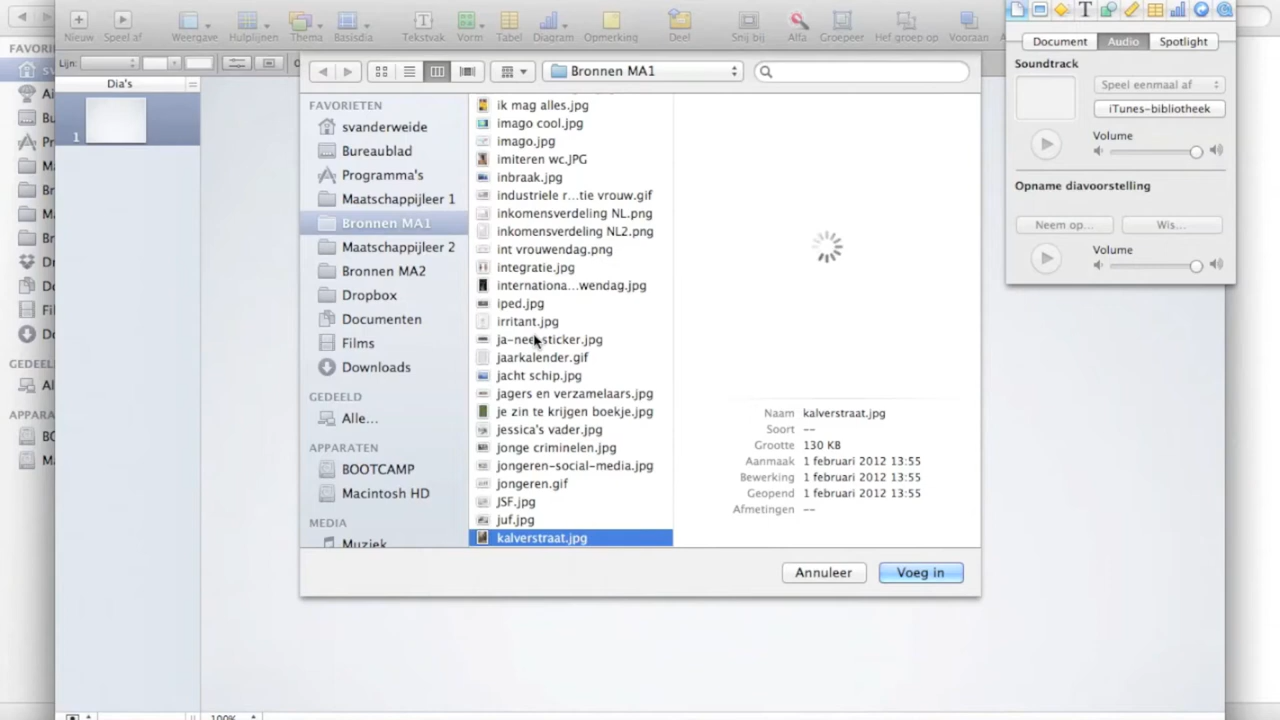 Nieuw Speel af Weergave Hulplijnen Thema Basisdia Tekstvak Vorm Tabel Diagram Opmerking Deel Snij bij Alfa Groepeer Het groep op Vooraan
Lijn:
Dia's
1
FAVORIETEN
svanderweide
Bureaublad
Programma's
Maatschappijleer 1
Bronnen MA1
Maatschappijleer 2
Bronnen MA2
Dropbox
Documenten
Films
Downloads
GEDEELD
Alle...
APPARATEN
BOOTCAMP
Macintosh HD
MEDIA
Muziek
Bronnen MA1
ik mag alles.jpg
imago cool.jpg
imago.jpg
imiteren wc.JPG
inbraak.jpg
industriele r...tie vrouw.gif
inkomensverdeling NL.png
inkomensverdeling NL2.png
int vrouwendag.png
integratie.jpg
internationa...wendag.jpg
iped.jpg
irritant.jpg
ja-nee sticker.jpg
jaarkalender.gif
jacht schip.jpg
jagers en verzamelaars.jpg
je zin te krijgen boekje.jpg
jessica's vader.jpg
jonge criminelen.jpg
jongeren-social-media.jpg
jongeren.gif
JSF.jpg
juf.jpg
kalverstraat.jpg
Naam kalverstraat.jpg
Soort --
Grootte 130 KB
Aanmaak 1 februari 2012 13:55
Bewerking 1 februari 2012 13:55
Geopend 1 februari 2012 13:55
Afmetingen --
Annuleer Voeg in
Document Audio Spotlight
Soundtrack
Speel eenmaal af
iTunes-bibliotheek
Volume
Opname diavoorstelling
Neem op... Wis...
Volume
100%